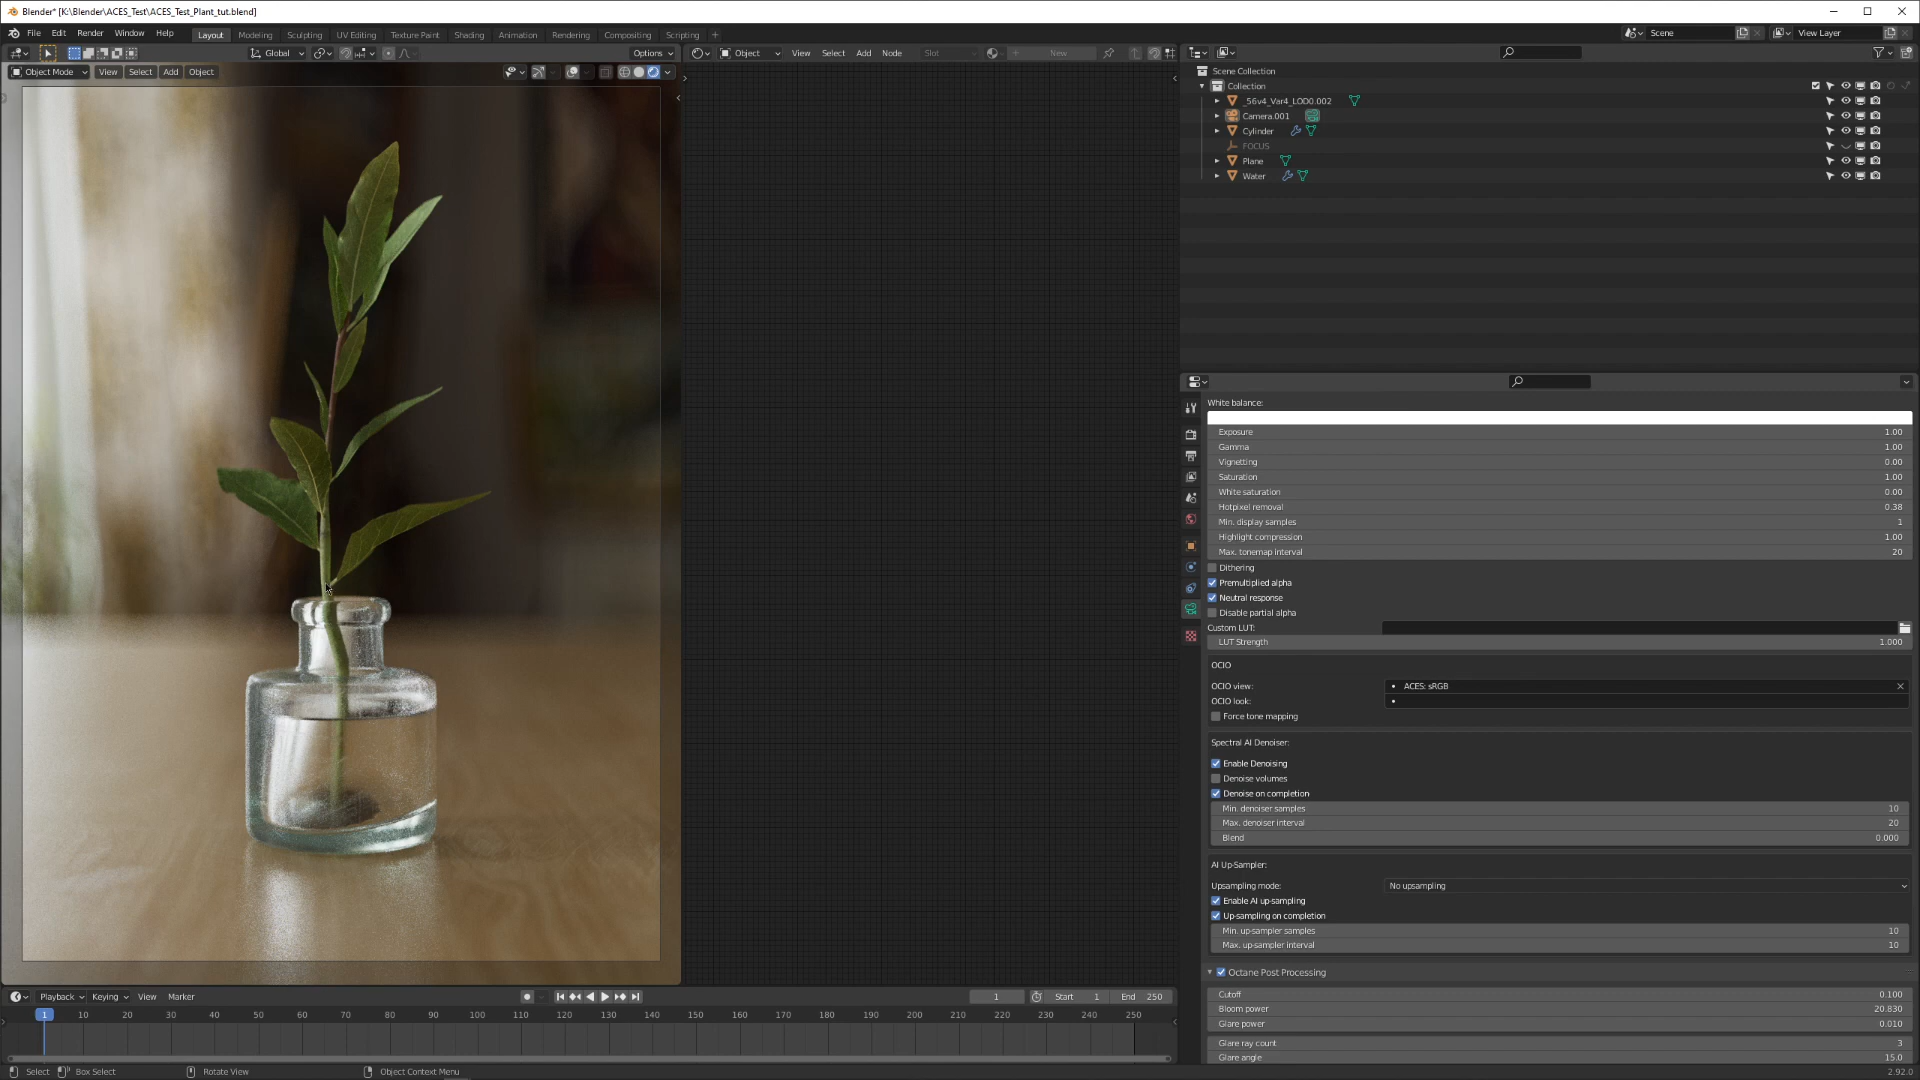 Blender* [K:\Blender\ACES_Test\ACES_Test_Plant_tut.blend]
File Edit Render Window Help Layout Modeling Sculpting UV Editing Texture Paint Shading Animation Rendering Compositing Scripting + Scene View Layer
Global Options Object View Select Add Node Slot New
Object Mode View Select Add Object
Scene Collection
Collection
_56v4_Var4_LOD0.002
Camera.001
Cylinder
FOCUS
Plane
Water
White balance:
Exposure 1.00
Gamma 1.00
Vignetting 0.00
Saturation 1.00
White saturation 0.00
Hotpixel removal 0.38
Min. display samples 1
Highlight compression 1.00
Max. tonemap interval 20
Dithering
Premultiplied alpha
Neutral response
Disable partial alpha
Custom LUT:
LUT Strength 1.000
OCIO
OCIO view: • ACES: sRGB
OCIO look: •
Force tone mapping
Spectral AI Denoiser:
Enable Denoising
Denoise volumes
Denoise on completion
Min. denoiser samples 10
Max. denoiser interval 20
Blend 0.000
AI Up-Sampler:
Upsampling mode: No upsampling
Enable AI up-sampling
Up-sampling on completion
Min. up-sampler samples 10
Max. up-sampler interval 10
Octane Post Processing
Cutoff 0.100
Bloom power 20.830
Glare power 0.010
Glare ray count 3
Glare angle 15.0
Playback Keying View Marker 1 Start 1 End 250
1 10 20 30 40 50 60 70 80 90 100 110 120 130 140 150 160 170 180 190 200 210 220 230 240 250
Select Box Select Rotate View Object Context Menu 2.92.0